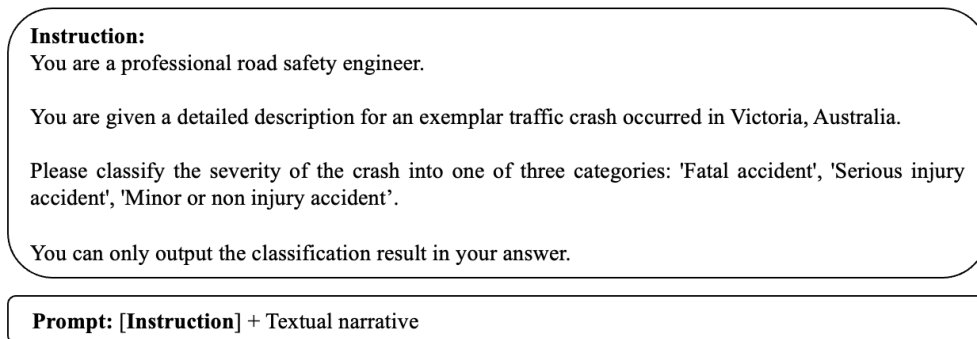 Instruction:
You are a professional road safety engineer.
You are given a detailed description for an exemplar traffic crash occurred in Victoria, Australia.
Please classify the severity of the crash into one of three categories: 'Fatal accident', 'Serious injury
accident', 'Minor or non injury accident’.
You can only output the classification result in your answer.
Prompt: [Instruction] + Textual narrative